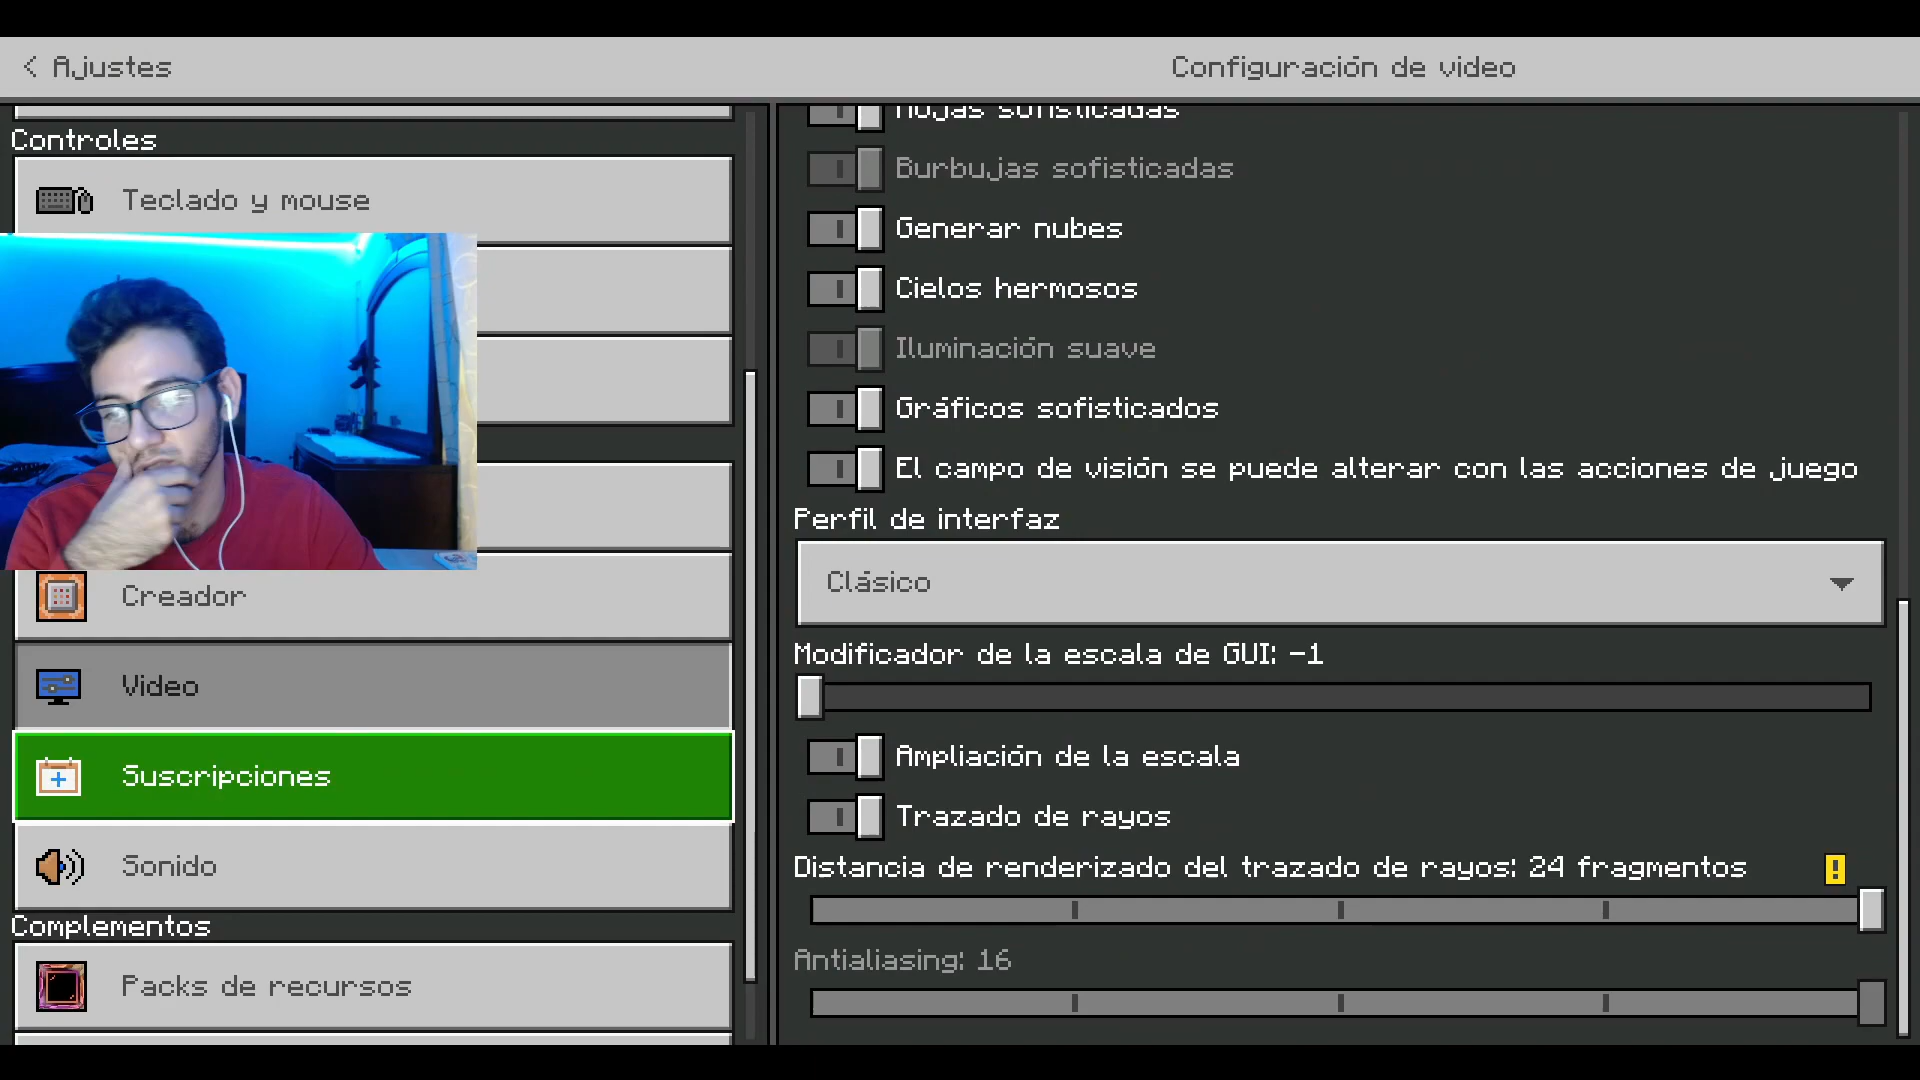 Ajustes
Configuración de video
Controles
Teclado y mouse
Creador
Video
Suscripciones
Sonido
Complementos
Packs de recursos
Hojas sofisticadas
Burbujas sofisticadas
Generar nubes
Cielos hermosos
Iluminación suave
Gráficos sofisticados
El campo de visión se puede alterar con las acciones de juego
Perfil de interfaz
Clásico
Modificador de la escala de GUI: -1
Ampliación de la escala
Trazado de rayos
Distancia de renderizado del trazado de rayos: 24 fragmentos
Antialiasing: 16